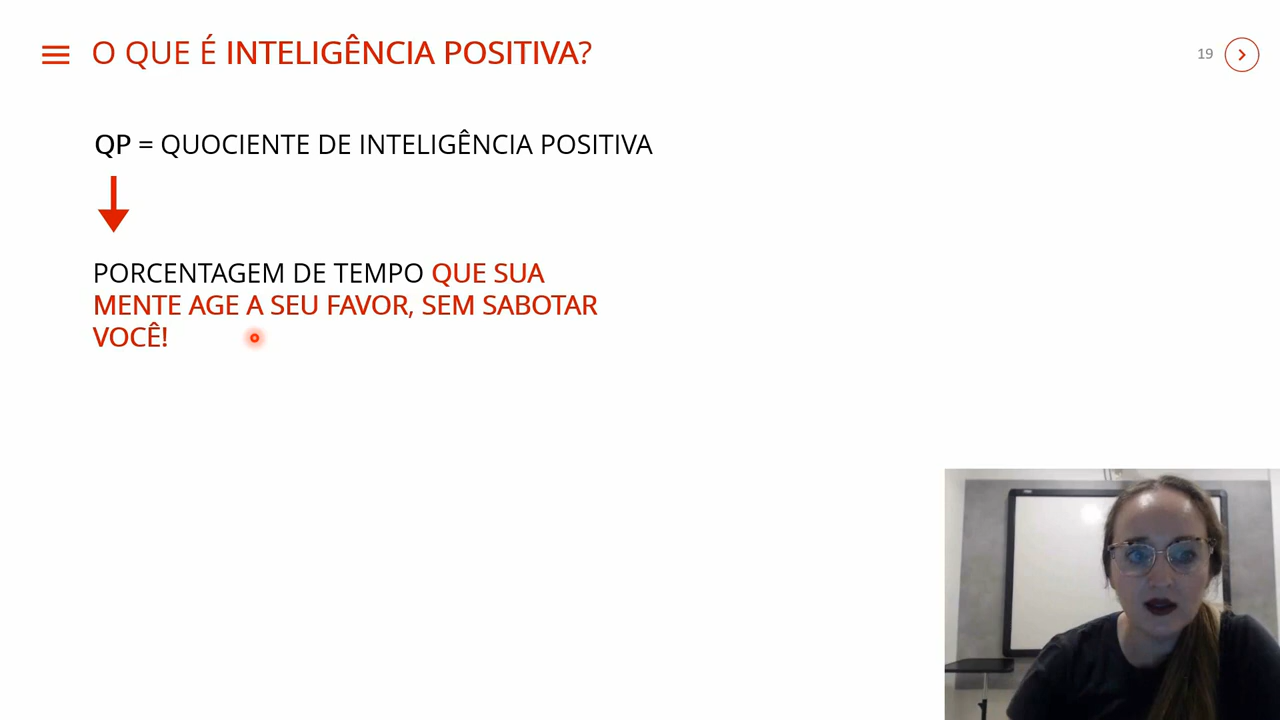 O QUE É INTELIGÊNCIA POSITIVA?
19
QP = QUOCIENTE DE INTELIGÊNCIA POSITIVA
PORCENTAGEM DE TEMPO QUE SUA
MENTE AGE A SEU FAVOR, SEM SABOTAR
VOCÊ!